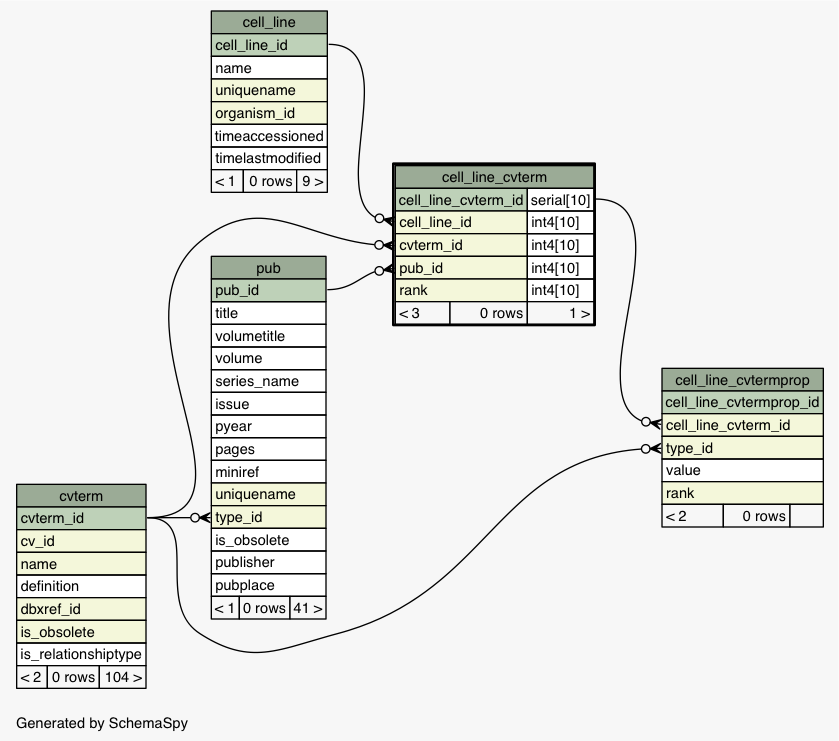 cell_line
cell_line_id
name
uniquename
organism_id
timeaccessioned
timelastmodified
< 1 0 rows 9 >
cell_line_cvterm
cell_line_cvterm_id serial[10]
cell_line_id int4[10]
cvterm_id int4[10]
pub_id int4[10]
rank int4[10]
< 3 0 rows 1 >
pub
pub_id
title
volumetitle
volume
series_name
issue
pyear
pages
miniref
uniquename
type_id
is_obsolete
publisher
pubplace
< 1 0 rows 41 >
cell_line_cvtermprop
cell_line_cvtermprop_id
cell_line_cvterm_id
type_id
value
rank
< 2 0 rows
cvterm
cvterm_id
cv_id
name
definition
dbxref_id
is_obsolete
is_relationshiptype
< 2 0 rows 104 >
Generated by SchemaSpy